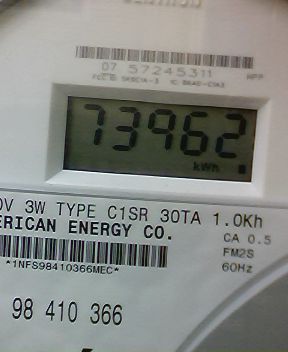 07 57245311
73962
kWh
0V 3W TYPE C1SR 30TA 1.0Kh
ERICAN ENERGY CO.
CA 0.5
FM2S
60Hz
*1NFS98410366MEC*
98 410 366